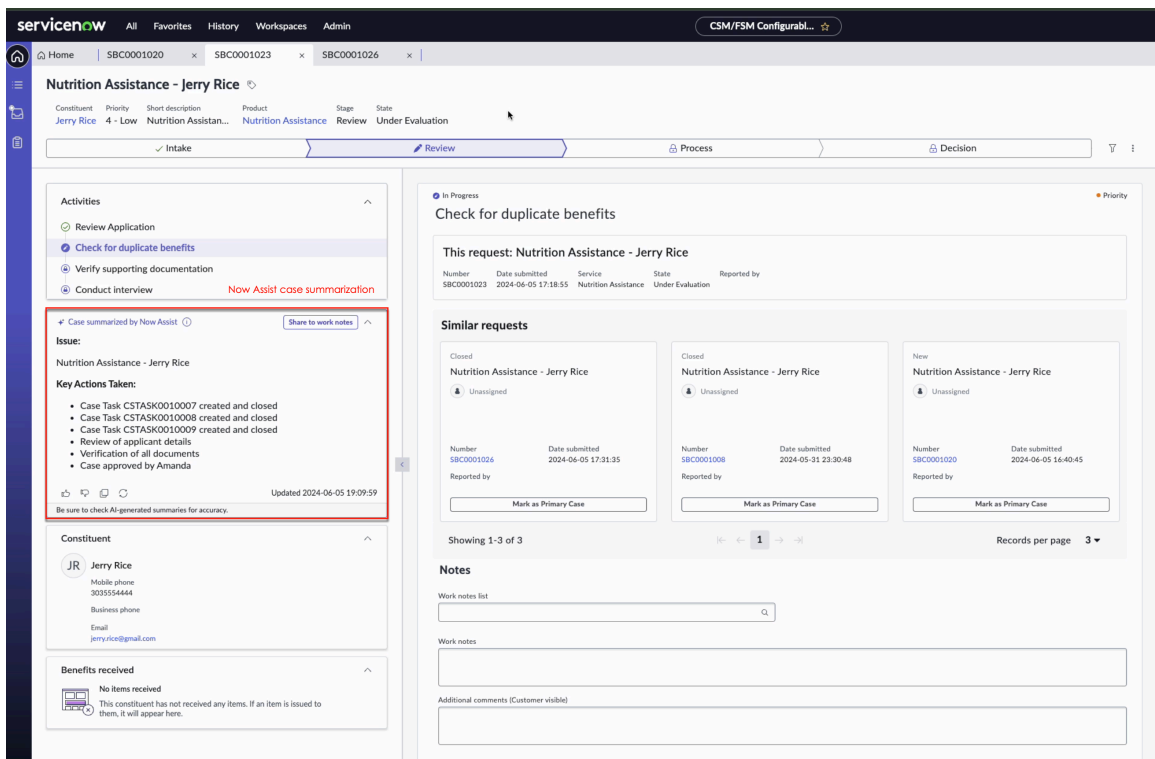 servicenow All Favorites History Workspaces Admin CSM/FSM Configurabl...
Home SBC0001020 × SBC0001023 × SBC0001026 ×
Nutrition Assistance - Jerry Rice
Constituent Priority Short description Product Stage State
Jerry Rice 4 - Low Nutrition Assistan... Nutrition Assistance Review Under Evaluation
Intake Review Process Decision
Activities
Review Application
Check for duplicate benefits
Verify supporting documentation
Conduct interview
Now Assist case summarization
Case summarized by Now Assist Share to work notes
Issue:
Nutrition Assistance - Jerry Rice
Key Actions Taken:
• Case Task CSTASK0010007 created and closed
• Case Task CSTASK0010008 created and closed
• Case Task CSTASK0010009 created and closed
• Review of applicant details
• Verification of all documents
• Case approved by Amanda
Updated 2024-06-05 19:09:59
Be sure to check AI-generated summaries for accuracy.
Constituent
JR Jerry Rice
Mobile phone
3035554444
Business phone
Email
jerry.rice@gmail.com
Benefits received
No items received
This constituent has not received any items. If an item is issued to
them, it will appear here.
In Progress Priority
Check for duplicate benefits
This request: Nutrition Assistance - Jerry Rice
Number Date submitted Service State Reported by
SBC0001023 2024-06-05 17:18:55 Nutrition Assistance Under Evaluation
Similar requests
Closed
Nutrition Assistance - Jerry Rice
Unassigned
Number Date submitted
SBC0001026 2024-06-05 17:31:35
Reported by
Mark as Primary Case
Closed
Nutrition Assistance - Jerry Rice
Unassigned
Number Date submitted
SBC0001008 2024-05-31 23:30:48
Reported by
Mark as Primary Case
New
Nutrition Assistance - Jerry Rice
Unassigned
Number Date submitted
SBC0001020 2024-06-05 16:40:45
Reported by
Mark as Primary Case
Showing 1-3 of 3 1 Records per page 3
Notes
Work notes list
Work notes
Additional comments (Customer visible)